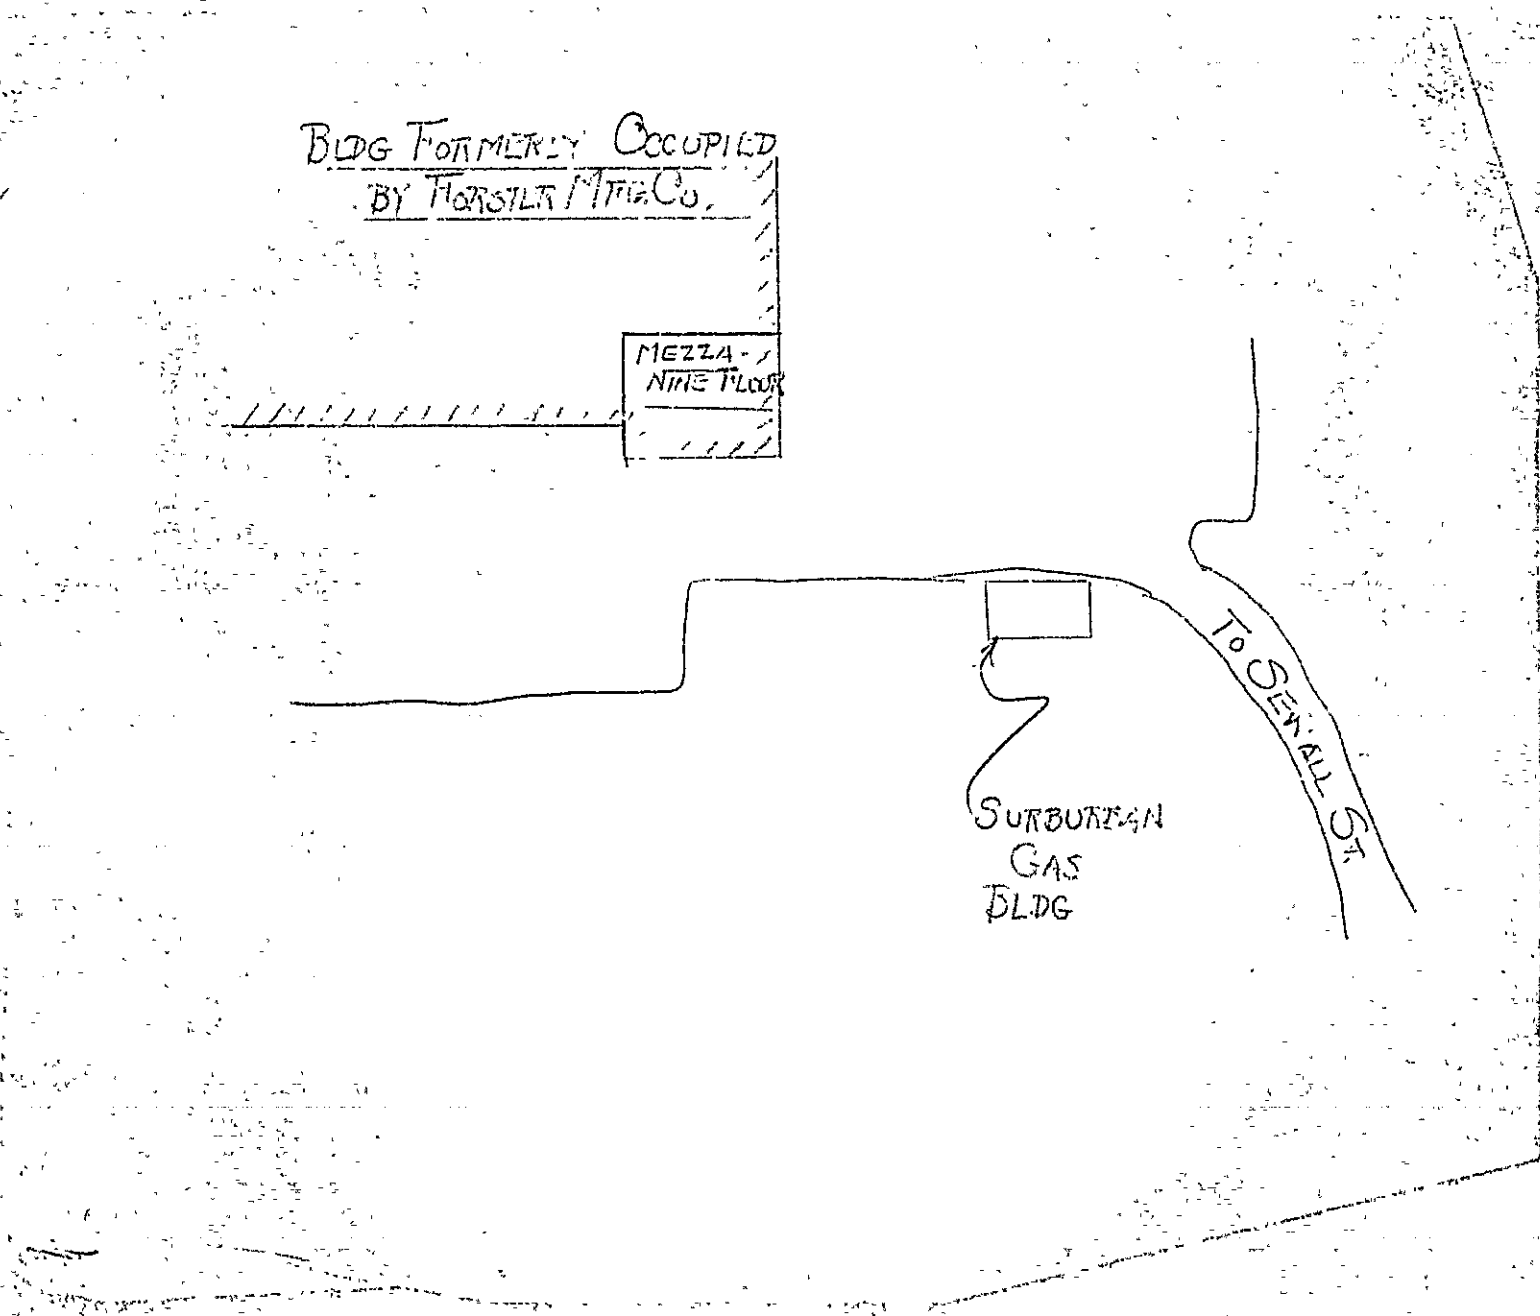 BLDG FORMERLY OCCUPIED
BY FORSTER MFG. CO.
MEZZA-
NINE FLOOR
TO SEWALL ST.
SURBURBAN
GAS
BLDG